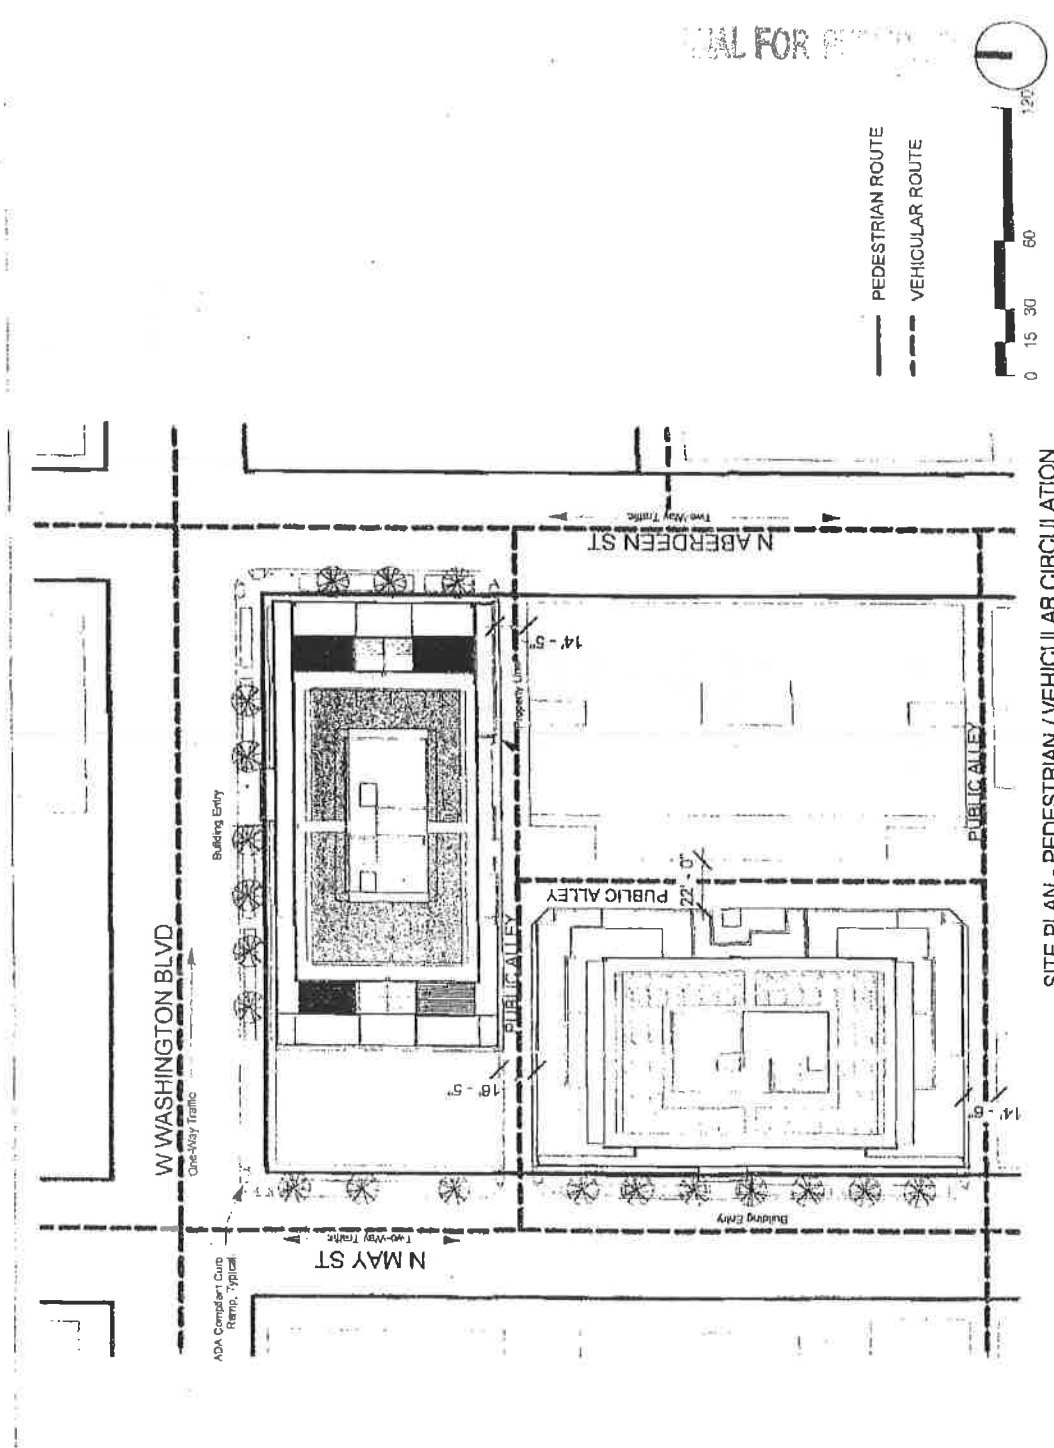 W WASHINGTON BLVD
One-Way Traffic
ADA Compliant Curb
Ramp, Typical
Building Entry
N MAY ST
Two-Way Traffic
N ABERDEEN ST
Two-Way Traffic
PUBLIC ALLEY
Property Line
14' - 5"
18' - 5"
PUBLIC ALLEY
22' - 0"
Building Entry
PUBLIC ALLEY
14' - 6"
PEDESTRIAN ROUTE
VEHICULAR ROUTE
0 15 30 60 120
SITE PLAN - PEDESTRIAN / VEHICULAR CIRCULATION
FOR